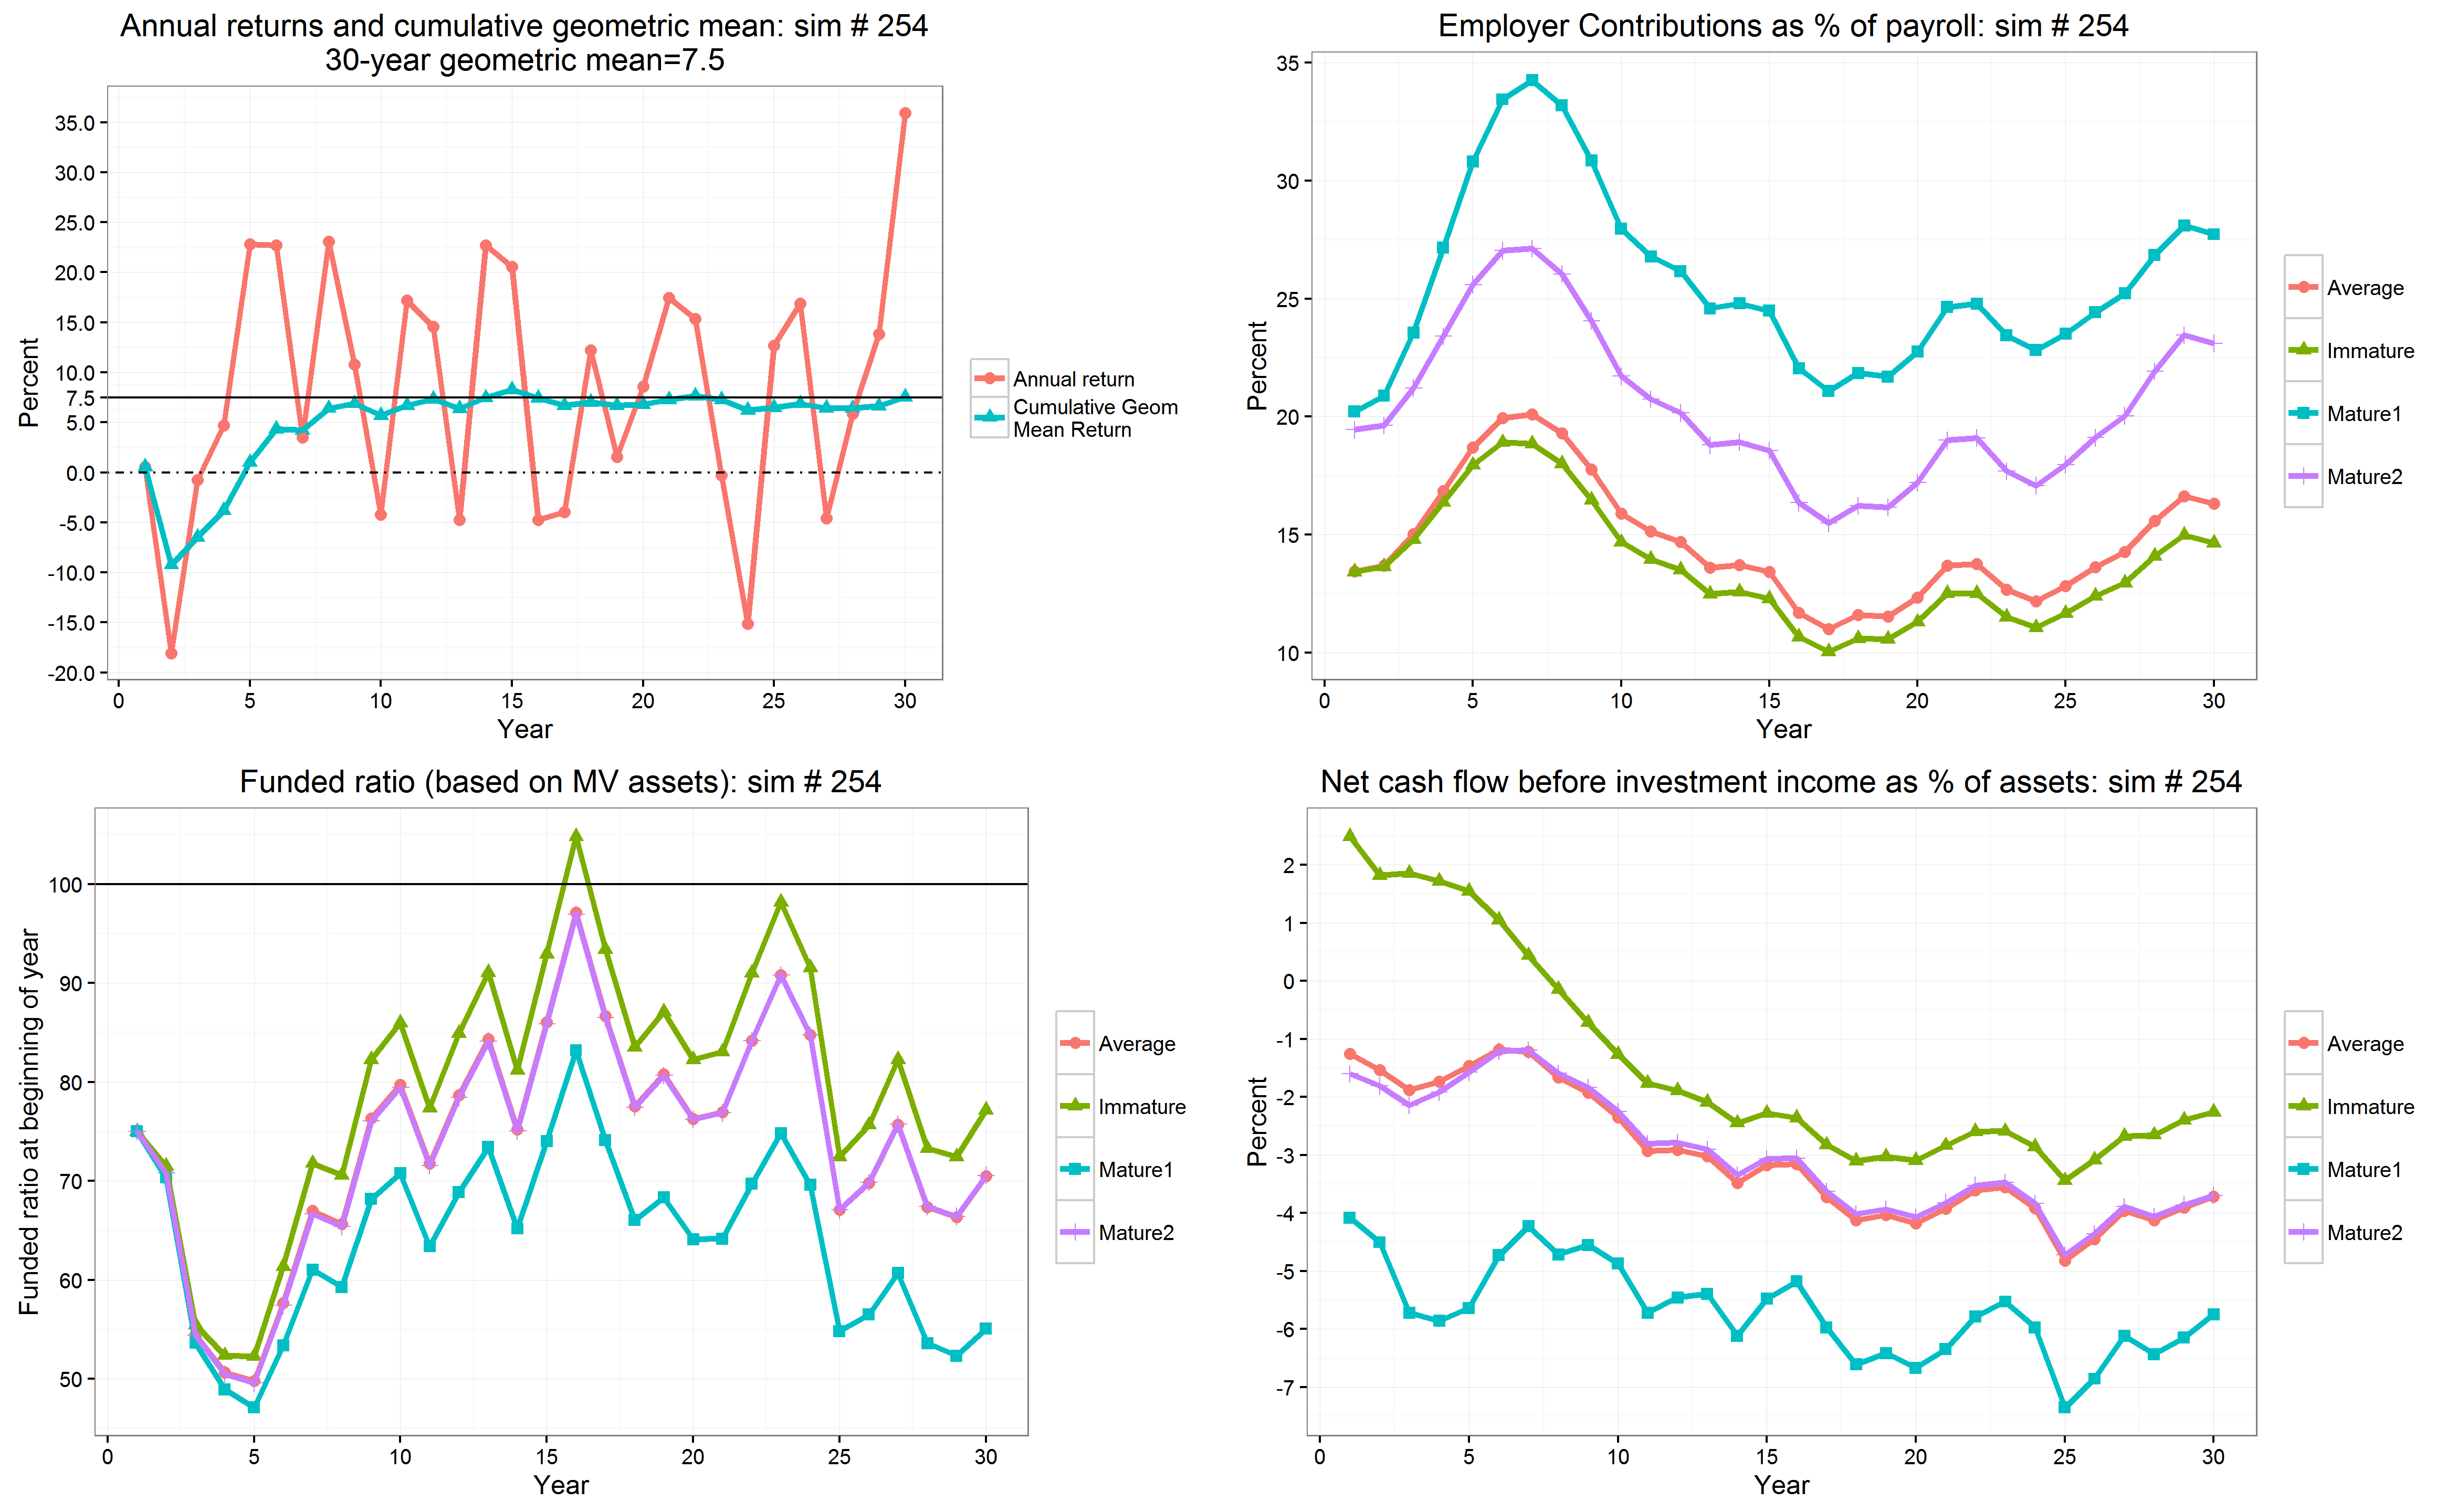 Annual returns and cumulative geometric mean: sim # 254
30-year geometric mean=7.5
Percent
35.0
30.0
25.0
20.0
15.0
10.0
7.5
5.0
0.0
-5.0
-10.0
-15.0
-20.0
0 5 10 15 20 25 30
Year
Annual return
Cumulative Geom
Mean Return
Employer Contributions as % of payroll: sim # 254
Percent
35
30
25
20
15
10
0 5 10 15 20 25 30
Year
Average
Immature
Mature1
Mature2
Funded ratio (based on MV assets): sim # 254
Funded ratio at beginning of year
100
90
80
70
60
50
0 5 10 15 20 25 30
Year
Average
Immature
Mature1
Mature2
Net cash flow before investment income as % of assets: sim # 254
Percent
2
1
0
-1
-2
-3
-4
-5
-6
-7
0 5 10 15 20 25 30
Year
Average
Immature
Mature1
Mature2